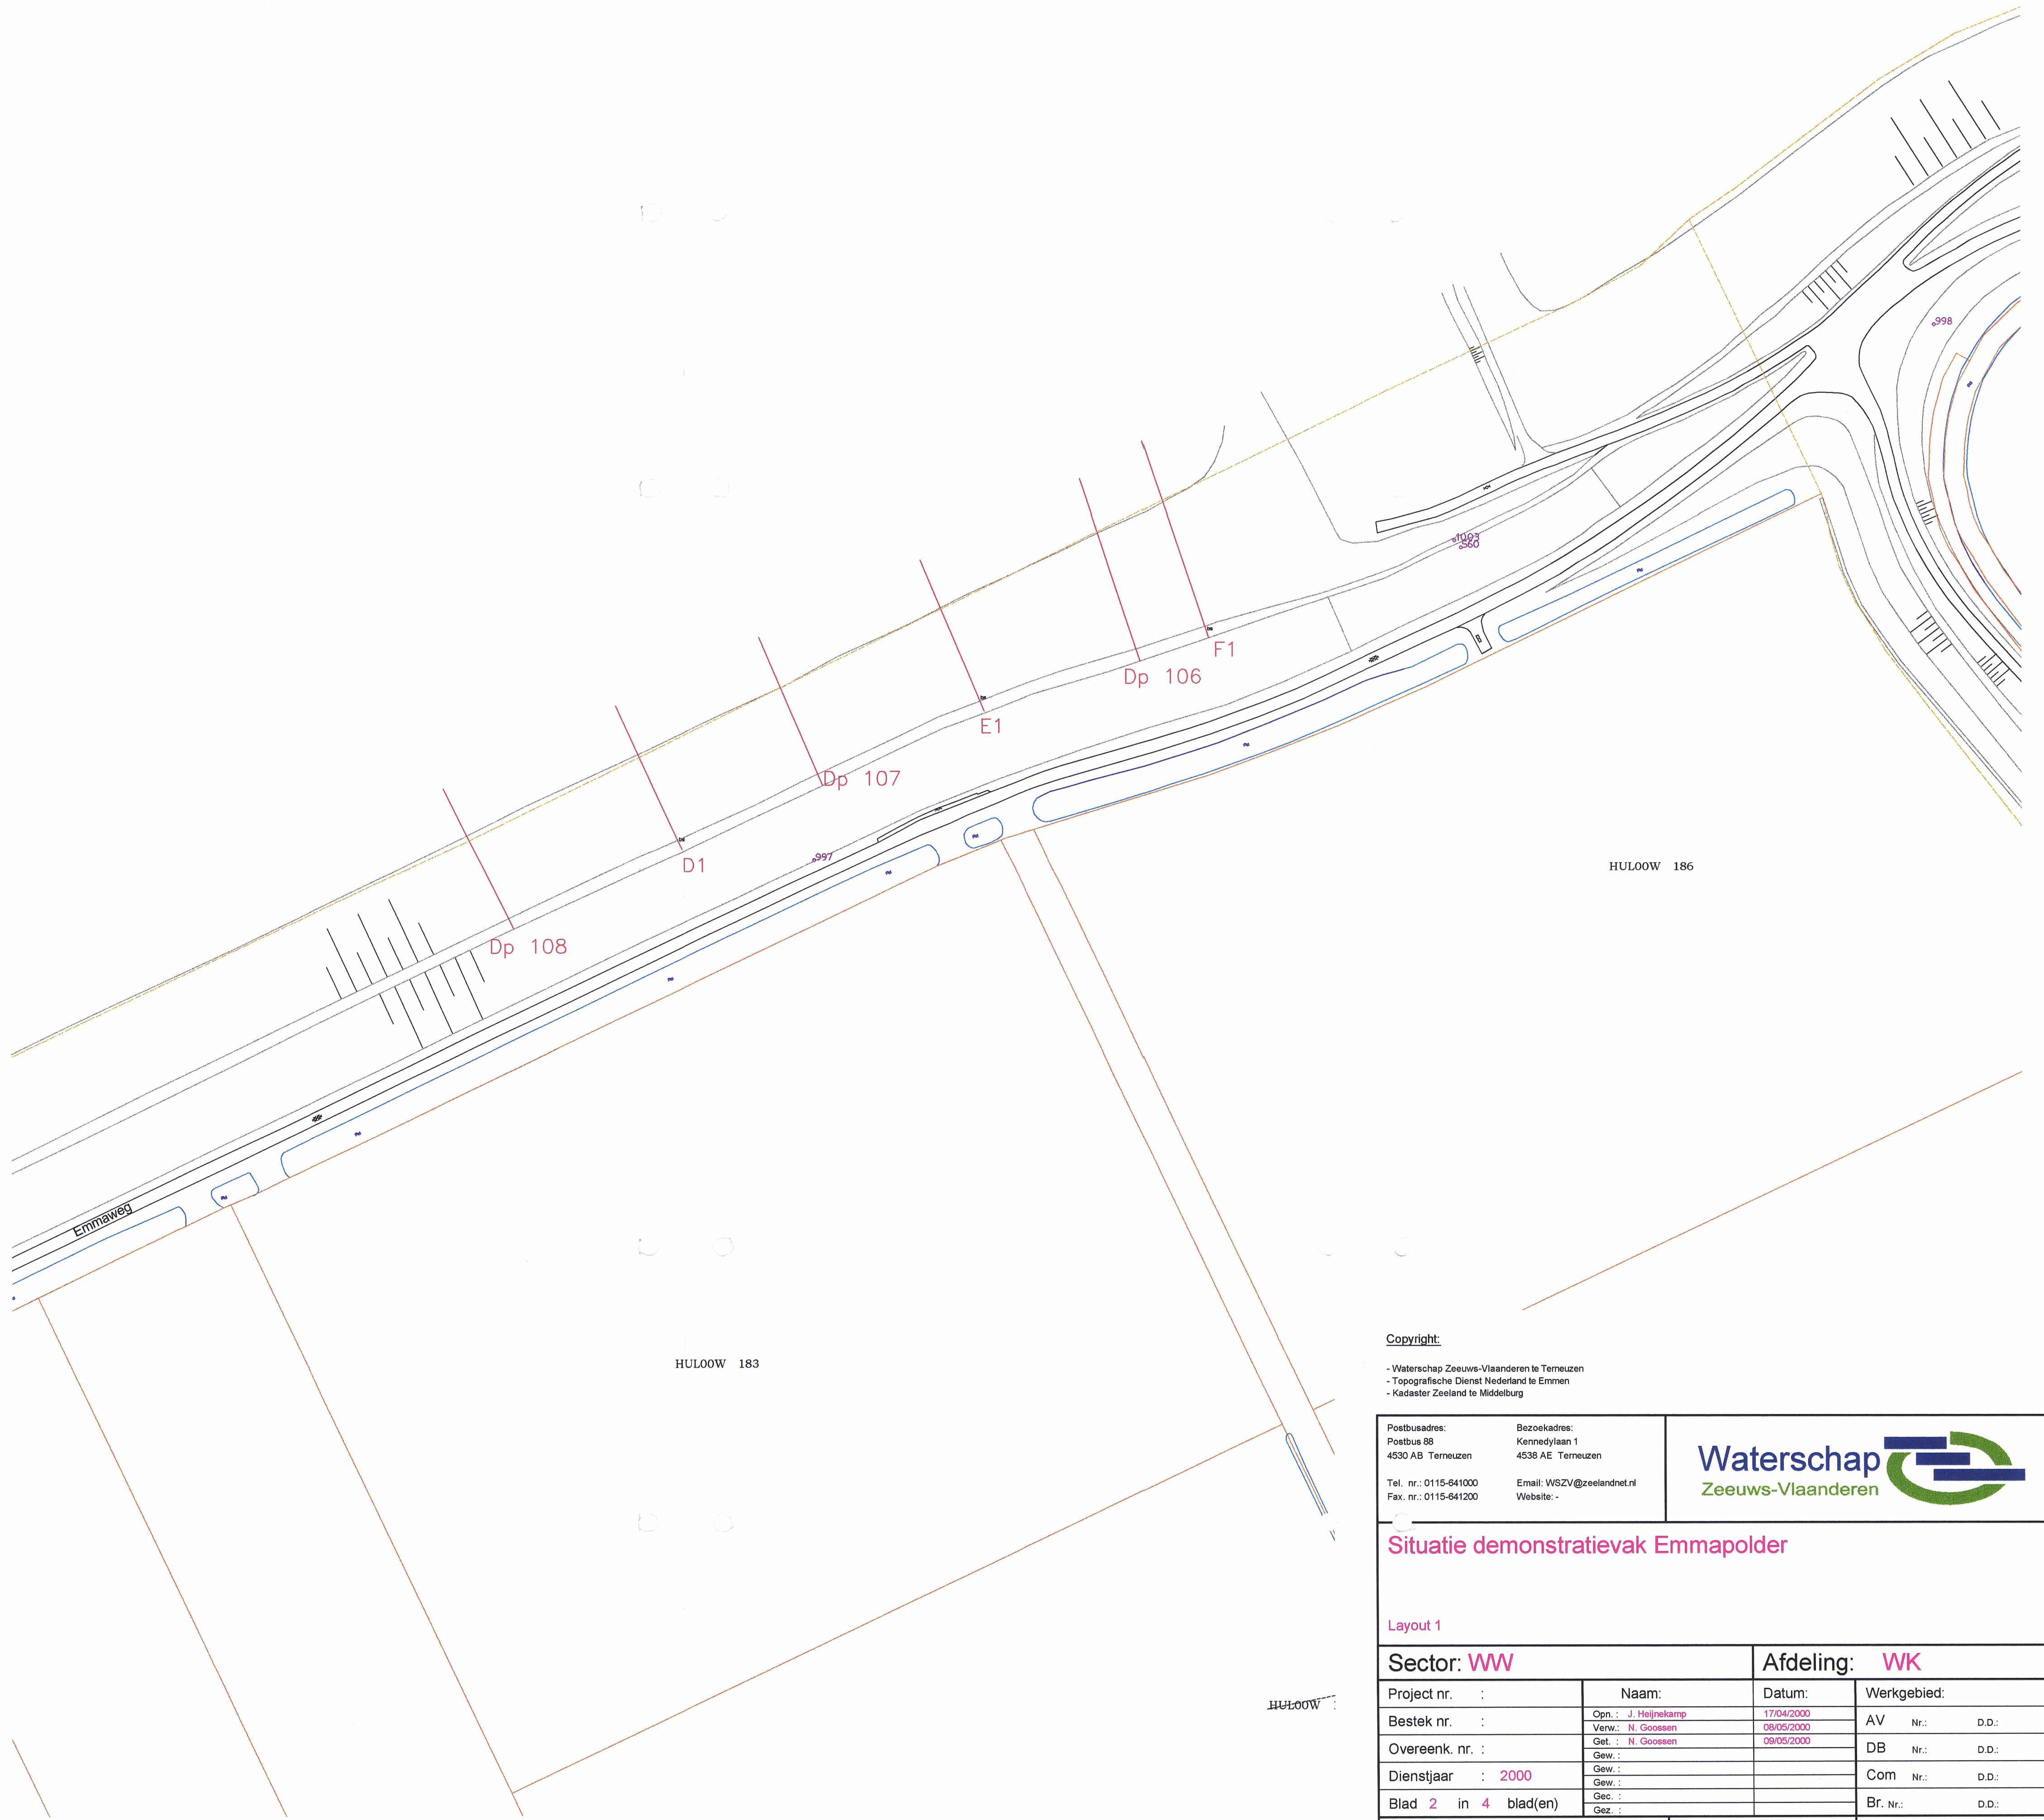 998
1003
S60
F1
Dp 106
E1
Dp 107
D1
997
Dp 108
HUL00W 186
Emmaweg
HUL00W 183
HUL00W
Copyright:
- Waterschap Zeeuws-Vlaanderen te Terneuzen
- Topografische Dienst Nederland te Emmen
- Kadaster Zeeland te Middelburg
Postbusadres: Bezoekadres:
Postbus 88 Kennedylaan 1
4530 AB Terneuzen 4538 AE Terneuzen
Tel. nr.: 0115-641000 Email: WSZV@zeelandnet.nl
Fax. nr.: 0115-641200 Website: -
Waterschap
Zeeuws-Vlaanderen
Situatie demonstratievak Emmapolder
Layout 1
Sector: WW Afdeling: WK
Project nr. : Naam: Datum: Werkgebied:
Opn. : J. Heijnekamp 17/04/2000
Bestek nr. : AV Nr.: D.D.:
Verw.: N. Goossen 08/05/2000
Overeenk. nr. : Get. : N. Goossen 09/05/2000 DB Nr.: D.D.:
Gew. :
Dienstjaar : 2000 Gew. : Com Nr.: D.D.:
Gew. :
Blad 2 in 4 blad(en) Gec. : Br. Nr.: D.D.:
Gez. :